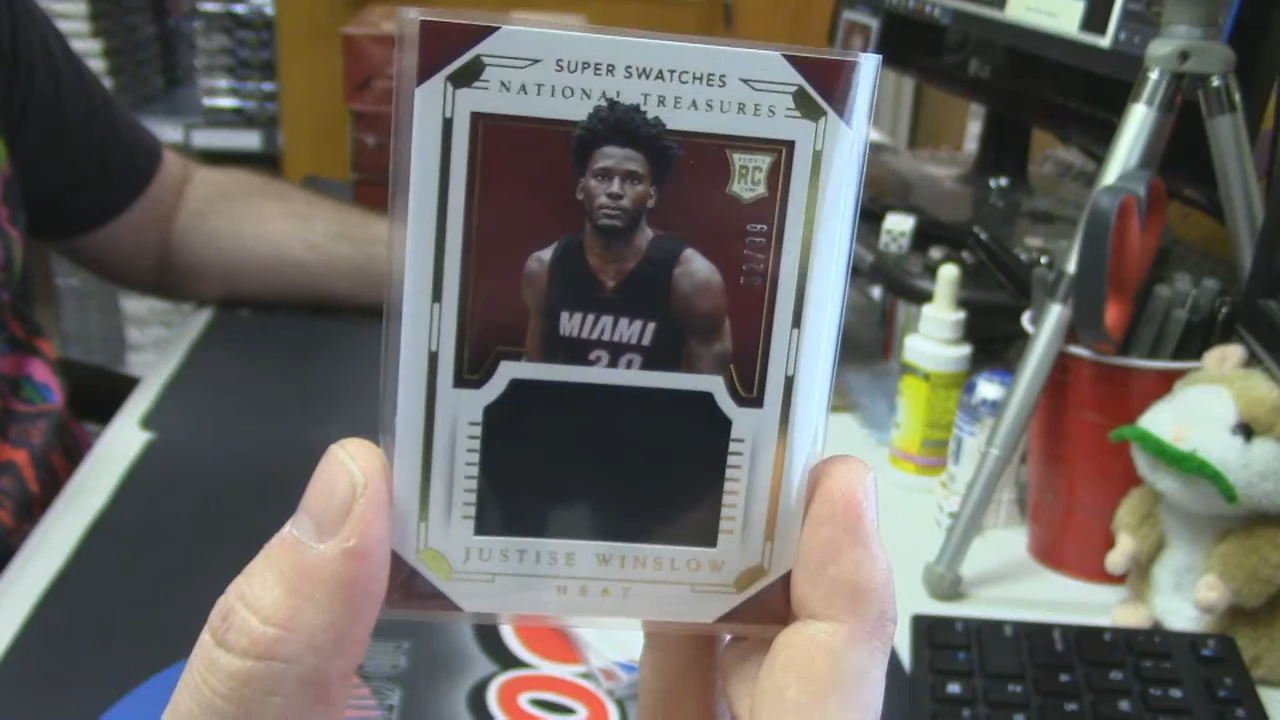 SUPER SWATCHES
NATIONAL TREASURES
ROOKIE
RC
CARD
MIAMI
20
JUSTISE WINSLOW
HEAT